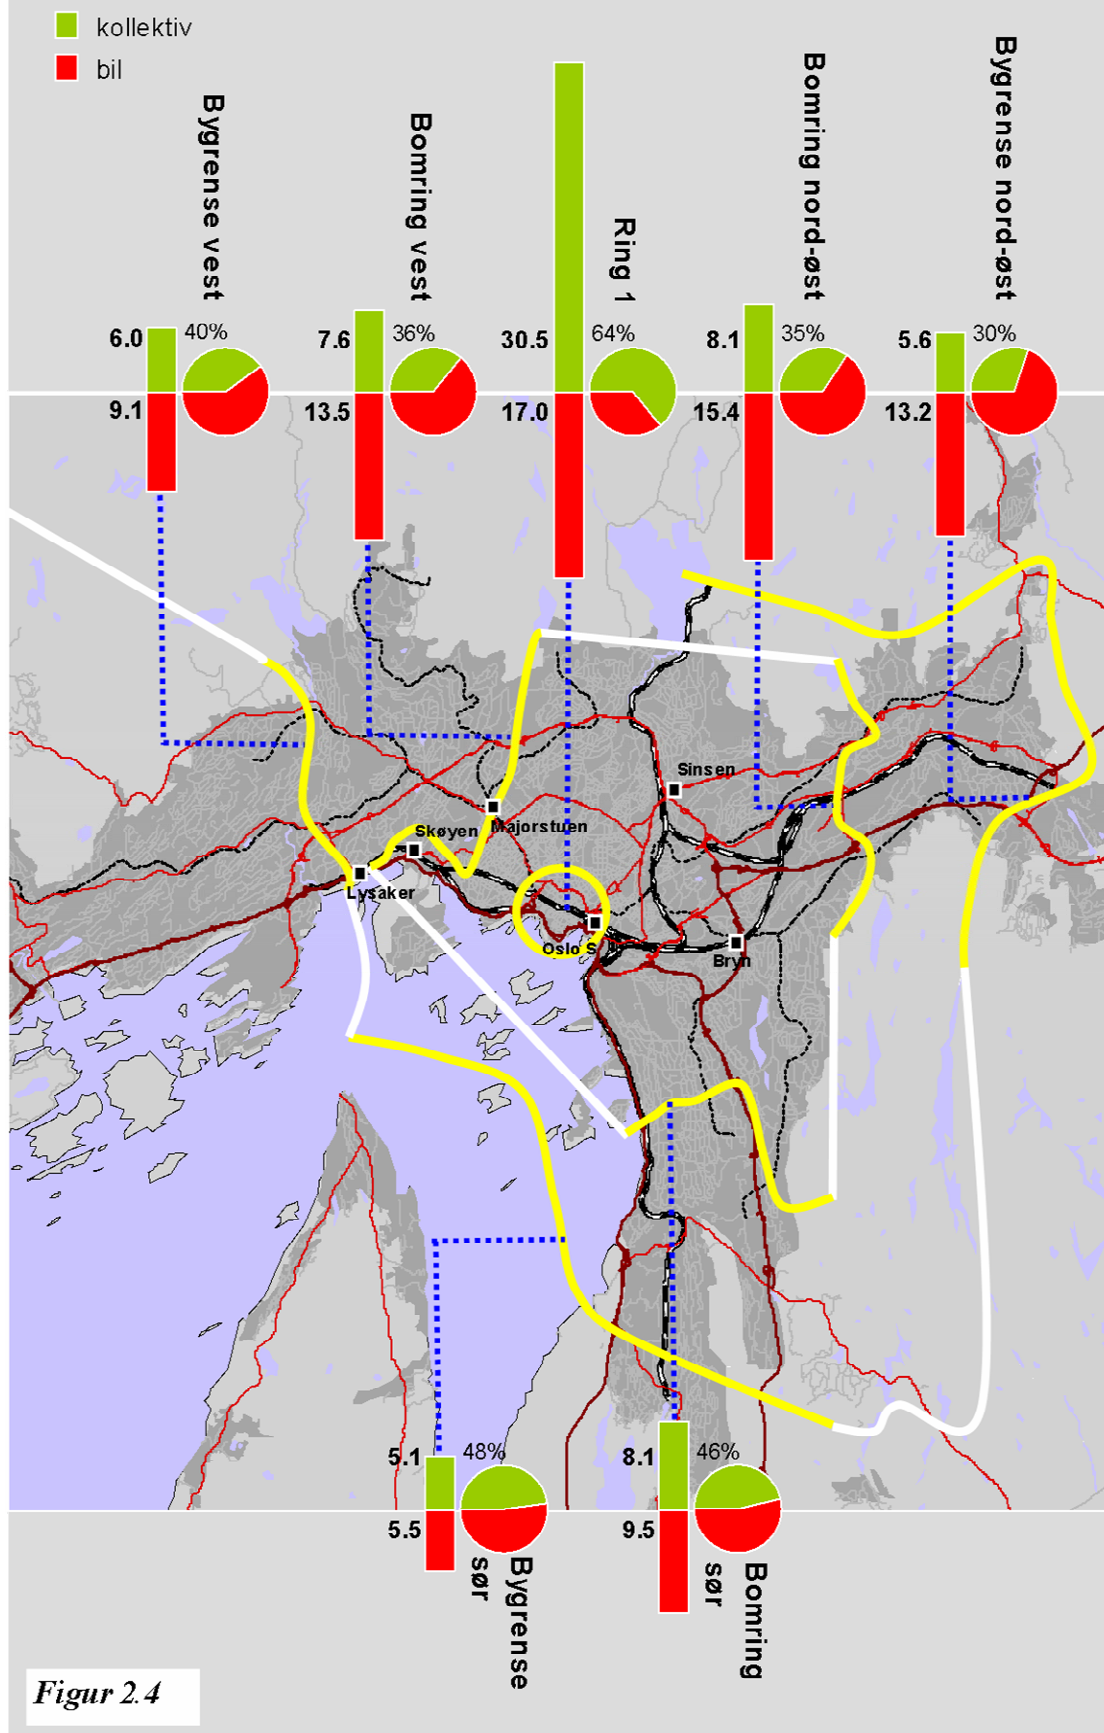 kollektiv
bil
Bygrense vest
Bomring vest
Ring 1
Bomring nord-øst
Bygrense nord-øst
6.0
40%
9.1
7.6
36%
13.5
30.5
64%
17.0
8.1
35%
15.4
5.6
30%
13.2
Sinsen
Majorstuen
Skøyen
Lysaker
Oslo S
Bryn
5.1
48%
5.5
8.1
46%
9.5
Bygrense
sør
Bomring
sør
Figur 2.4